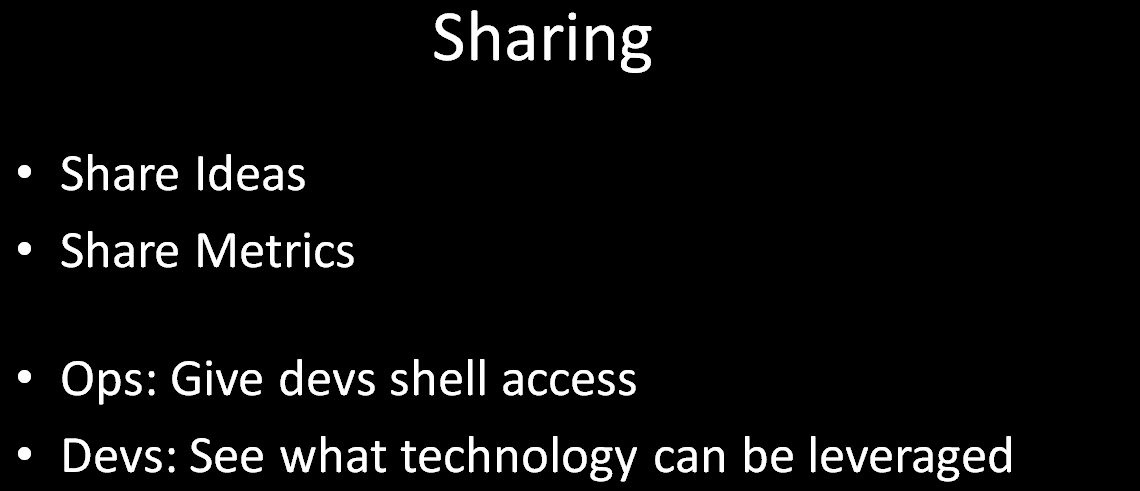 Sharing
• Share Ideas
• Share Metrics
• Ops: Give devs shell access
• Devs: See what technology can be leveraged